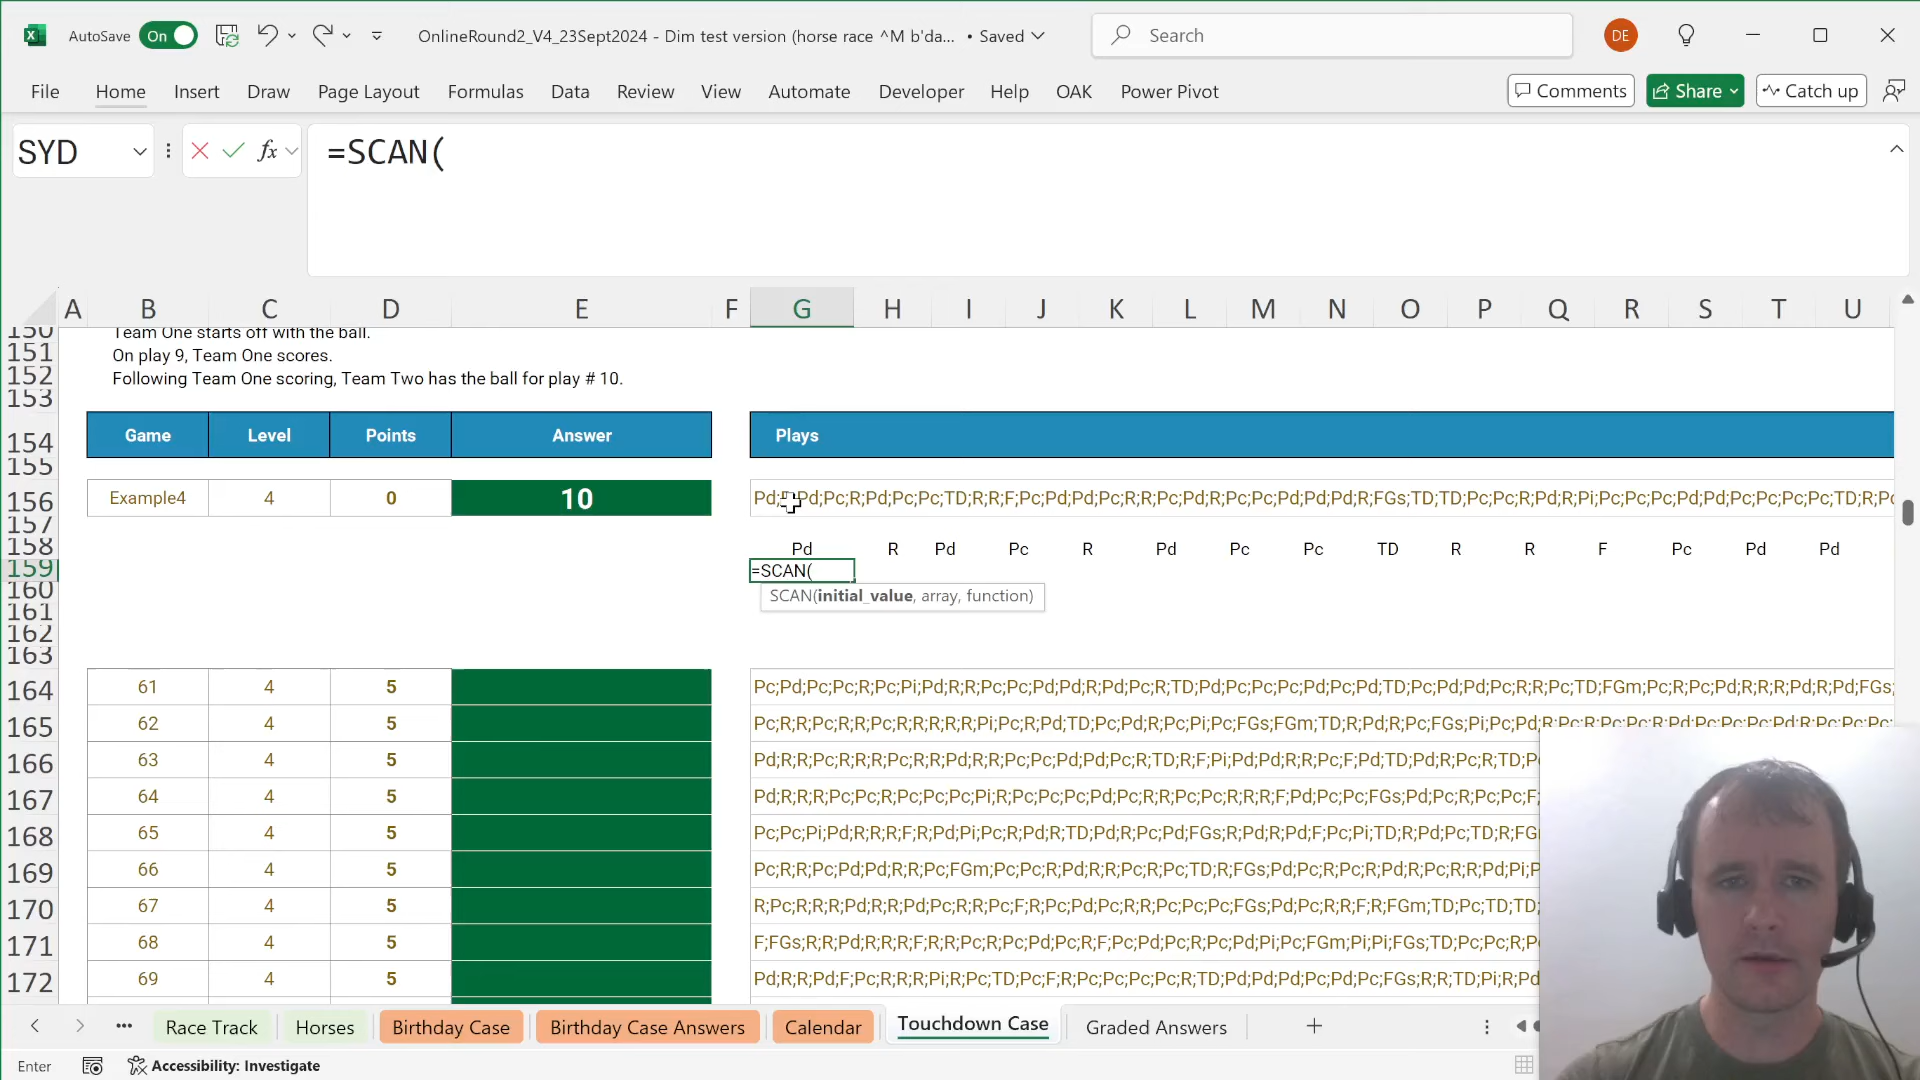 AutoSave On OnlineRound2_V4_23Sept2024 - Dim test version (horse race ^M b'da... • Saved Search DE
File Home Insert Draw Page Layout Formulas Data Review View Automate Developer Help OAK Power Pivot Comments Share Catch up
SYD fx =SCAN(
A B C D E F G H I J K L M N O P Q R S T U
150 Team One starts off with the ball.
151 On play 9, Team One scores.
152 Following Team One scoring, Team Two has the ball for play # 10.
153
154 Game Level Points Answer Plays
155
156 Example4 4 0 10 Pd;R;Pd;Pc;R;Pd;Pc;Pc;TD;R;R;F;Pc;Pd;Pd;Pc;R;R;Pc;Pd;R;Pc;Pc;Pd;Pd;Pd;R;FGs;TD;TD;Pc;Pc;R;Pd;R;Pi;Pc;Pc;Pc;Pd;Pc;Pc;Pc;Pc;TD;R;Pd
157
158 Pd R Pd Pc R Pd Pc Pc TD R R F Pc Pd Pd
159 =SCAN(
160 SCAN(initial_value, array, function)
161
162
163
164 61 4 5 Pc;Pd;Pc;Pc;R;Pc;Pi;Pd;R;R;Pc;Pc;Pd;Pd;R;Pd;Pc;R;TD;Pc;Pc;Pc;Pd;Pc;Pd;TD;Pc;Pd;Pd;Pc;R;R;Pc;TD;FGm;Pc;R;Pc;Pd;R;R;R;Pd;R;Pd;FGs;
165 62 4 5 Pc;R;R;Pc;R;R;Pc;R;R;R;R;R;Pi;Pc;R;Pd;TD;Pc;Pd;R;Pc;Pi;Pc;FGs;FGm;TD;R;Pd;R;Pc;FGs;Pi;Pc;Pd;R;Pc;R;Pc;Pc;R;Pd;Pc;Pc;Pc;Pd;R;Pc;Pc;
166 63 4 5 Pd;R;R;Pc;R;R;R;Pc;R;R;Pd;R;R;Pc;Pc;Pd;Pd;Pc;R;TD;R;F;Pi;Pd;R;R;Pc;F;Pd;TD;Pd;R;Pc;R;TD;P
167 64 4 5 Pd;R;R;R;Pc;Pc;R;Pc;Pc;Pc;Pi;R;Pc;Pc;Pc;Pd;Pc;R;R;Pc;Pc;R;R;R;F;Pd;Pc;Pc;FGs;Pd;Pc;R;Pc;Pc;F;
168 65 4 5 Pc;Pc;Pi;Pd;R;R;R;F;R;Pd;Pi;Pc;R;Pd;R;TD;Pd;R;Pc;Pd;FGs;R;Pd;R;Pd;F;Pc;Pi;TD;R;Pd;Pc;TD;R;FG
169 66 4 5 Pc;R;R;Pc;Pd;Pd;R;R;Pc;FGm;Pc;Pc;R;Pd;R;R;Pc;R;Pc;TD;R;FGs;Pd;Pc;R;Pc;R;Pd;R;Pc;R;R;Pd;Pi;P
170 67 4 5 R;Pc;R;R;R;Pd;R;R;Pd;Pc;R;R;Pc;F;R;Pc;Pd;Pc;R;R;Pc;Pc;Pc;FGs;Pd;Pc;R;R;F;R;FGm;TD;Pc;TD;TD;
171 68 4 5 F;FGs;R;R;Pd;R;R;R;F;R;R;Pc;R;Pc;Pd;Pc;R;F;Pc;Pd;Pc;R;Pc;Pd;Pi;Pc;FGm;Pi;Pi;FGs;TD;Pc;Pc;R;P
172 69 4 5 Pd;R;R;Pd;F;Pc;R;R;R;Pi;R;Pc;TD;Pc;F;R;Pc;Pc;Pc;Pc;R;TD;Pd;Pd;Pd;Pc;Pd;Pc;FGs;R;R;TD;Pi;R;Pd
Race Track Horses Birthday Case Birthday Case Answers Calendar Touchdown Case Graded Answers
Enter Accessibility: Investigate